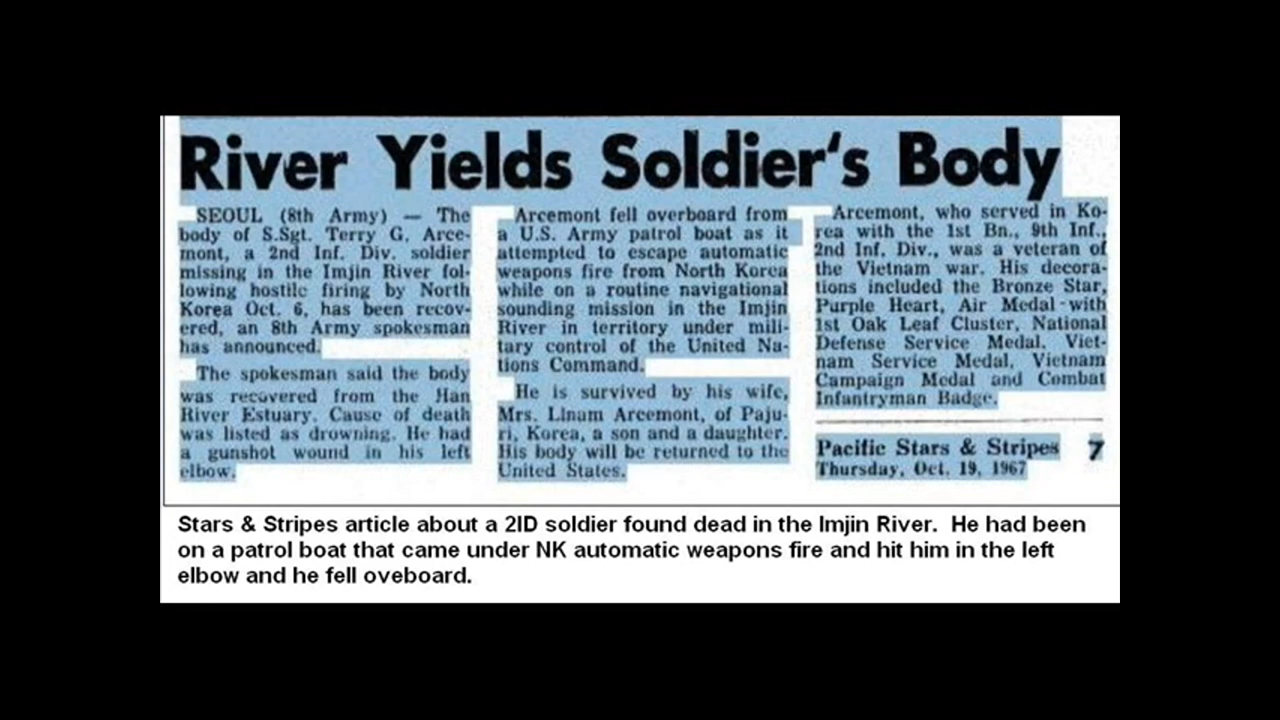 River Yields Soldier's Body
SEOUL (8th Army) — The
body of S.Sgt. Terry G. Arce-
mont, a 2nd Inf. Div. soldier
missing in the Imjin River fol-
lowing hostile firing by North
Korea Oct. 6, has been recov-
ered, an 8th Army spokesman
has announced.
The spokesman said the body
was recovered from the Han
River Estuary. Cause of death
was listed as drowning. He had
a gunshot wound in his left
elbow.
Arcemont fell overboard from
a U.S. Army patrol boat as it
attempted to escape automatic
weapons fire from North Korea
while on a routine navigational
sounding mission in the Imjin
River in territory under mili-
tary control of the United Na-
tions Command.
He is survived by his wife,
Mrs. Linam Arcemont, of Paju-
ri, Korea, a son and a daughter.
His body will be returned to the
United States.
Arcemont, who served in Ko-
rea with the 1st Bn., 9th Inf.,
2nd Inf. Div., was a veteran of
the Vietnam war. His decora-
tions included the Bronze Star,
Purple Heart, Air Medal with
1st Oak Leaf Cluster, National
Defense Service Medal, Viet-
nam Service Medal, Vietnam
Campaign Medal and Combat
Infantryman Badge.
Pacific Stars & Stripes 7
Thursday, Oct. 19, 1967
Stars & Stripes article about a 2ID soldier found dead in the Imjin River.  He had been
on a patrol boat that came under NK automatic weapons fire and hit him in the left
elbow and he fell oveboard.